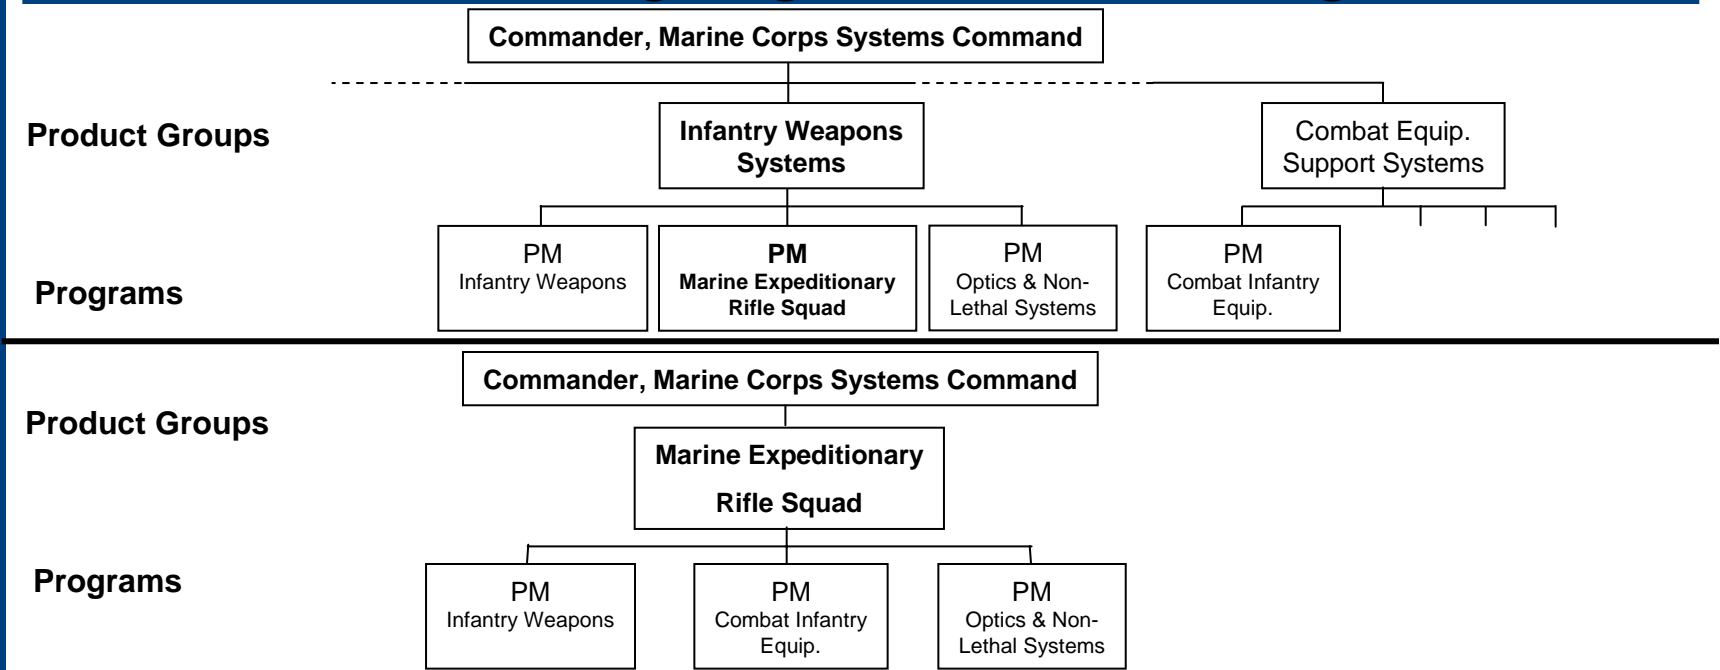 Commander, Marine Corps Systems Command
Product Groups
Infantry Weapons
Systems
Combat Equip.
Support Systems
Programs
PM
Infantry Weapons
PM
Marine Expeditionary
Rifle Squad
PM
Optics & Non-
Lethal Systems
PM
Combat Infantry
Equip.
Commander, Marine Corps Systems Command
Product Groups
Marine Expeditionary
Rifle Squad
Programs
PM
Infantry Weapons
PM
Combat Infantry
Equip.
PM
Optics & Non-
Lethal Systems